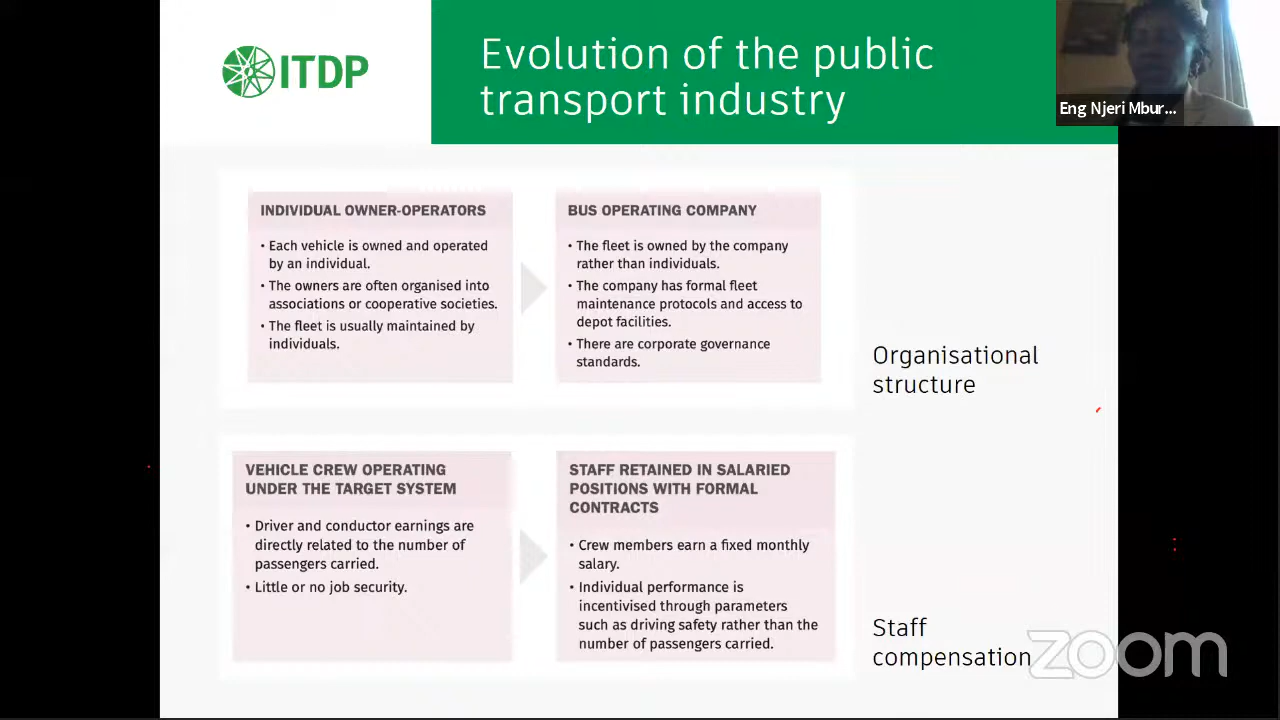 ITDP
Evolution of the public
transport industry
Eng Njeri Mbur...
INDIVIDUAL OWNER-OPERATORS
• Each vehicle is owned and operated
by an individual.
• The owners are often organised into
associations or cooperative societies.
• The fleet is usually maintained by
individuals.
BUS OPERATING COMPANY
• The fleet is owned by the company
rather than individuals.
• The company has formal fleet
maintenance protocols and access to
depot facilities.
• There are corporate governance
standards.
Organisational
structure
VEHICLE CREW OPERATING
UNDER THE TARGET SYSTEM
• Driver and conductor earnings are
directly related to the number of
passengers carried.
• Little or no job security.
STAFF RETAINED IN SALARIED
POSITIONS WITH FORMAL
CONTRACTS
• Crew members earn a fixed monthly
salary.
• Individual performance is
incentivised through parameters
such as driving safety rather than the
number of passengers carried.
Staff
compensation
zoom